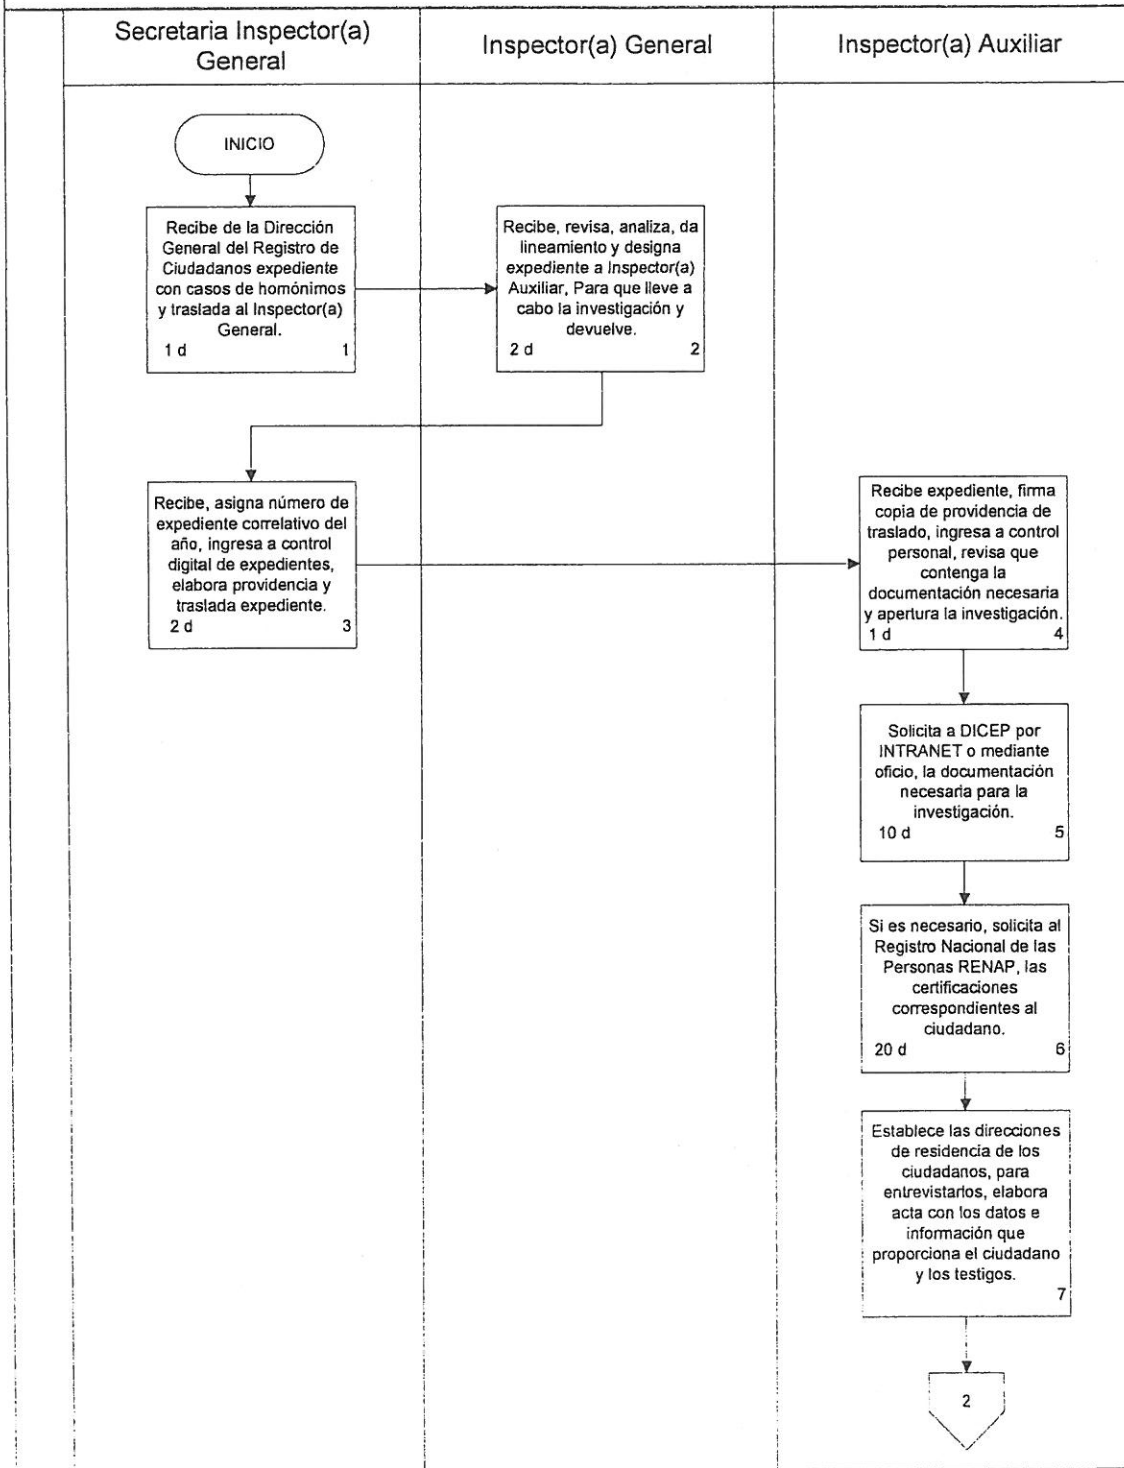 Secretaria Inspector(a)
General
Inspector(a) General
Inspector(a) Auxiliar
INICIO
Recibe de la Dirección
General del Registro de
Ciudadanos expediente
con casos de homónimos
y traslada al Inspector(a)
General.
1 d 1
Recibe, revisa, analiza, da
lineamiento y designa
expediente a Inspector(a)
Auxiliar, Para que lleve a
cabo la investigación y
devuelve.
2 d 2
Recibe, asigna número de
expediente correlativo del
año, ingresa a control
digital de expedientes,
elabora providencia y
traslada expediente.
2 d 3
Recibe expediente, firma
copia de providencia de
traslado, ingresa a control
personal, revisa que
contenga la
documentación necesaria
y apertura la investigación.
1 d 4
Solicita a DICEP por
INTRANET o mediante
oficio, la documentación
necesaria para la
investigación.
10 d 5
Si es necesario, solicita al
Registro Nacional de las
Personas RENAP, las
certificaciones
correspondientes al
ciudadano.
20 d 6
Establece las direcciones
de residencia de los
ciudadanos, para
entrevistarlos, elabora
acta con los datos e
información que
proporciona el ciudadano
y los testigos.
7
2